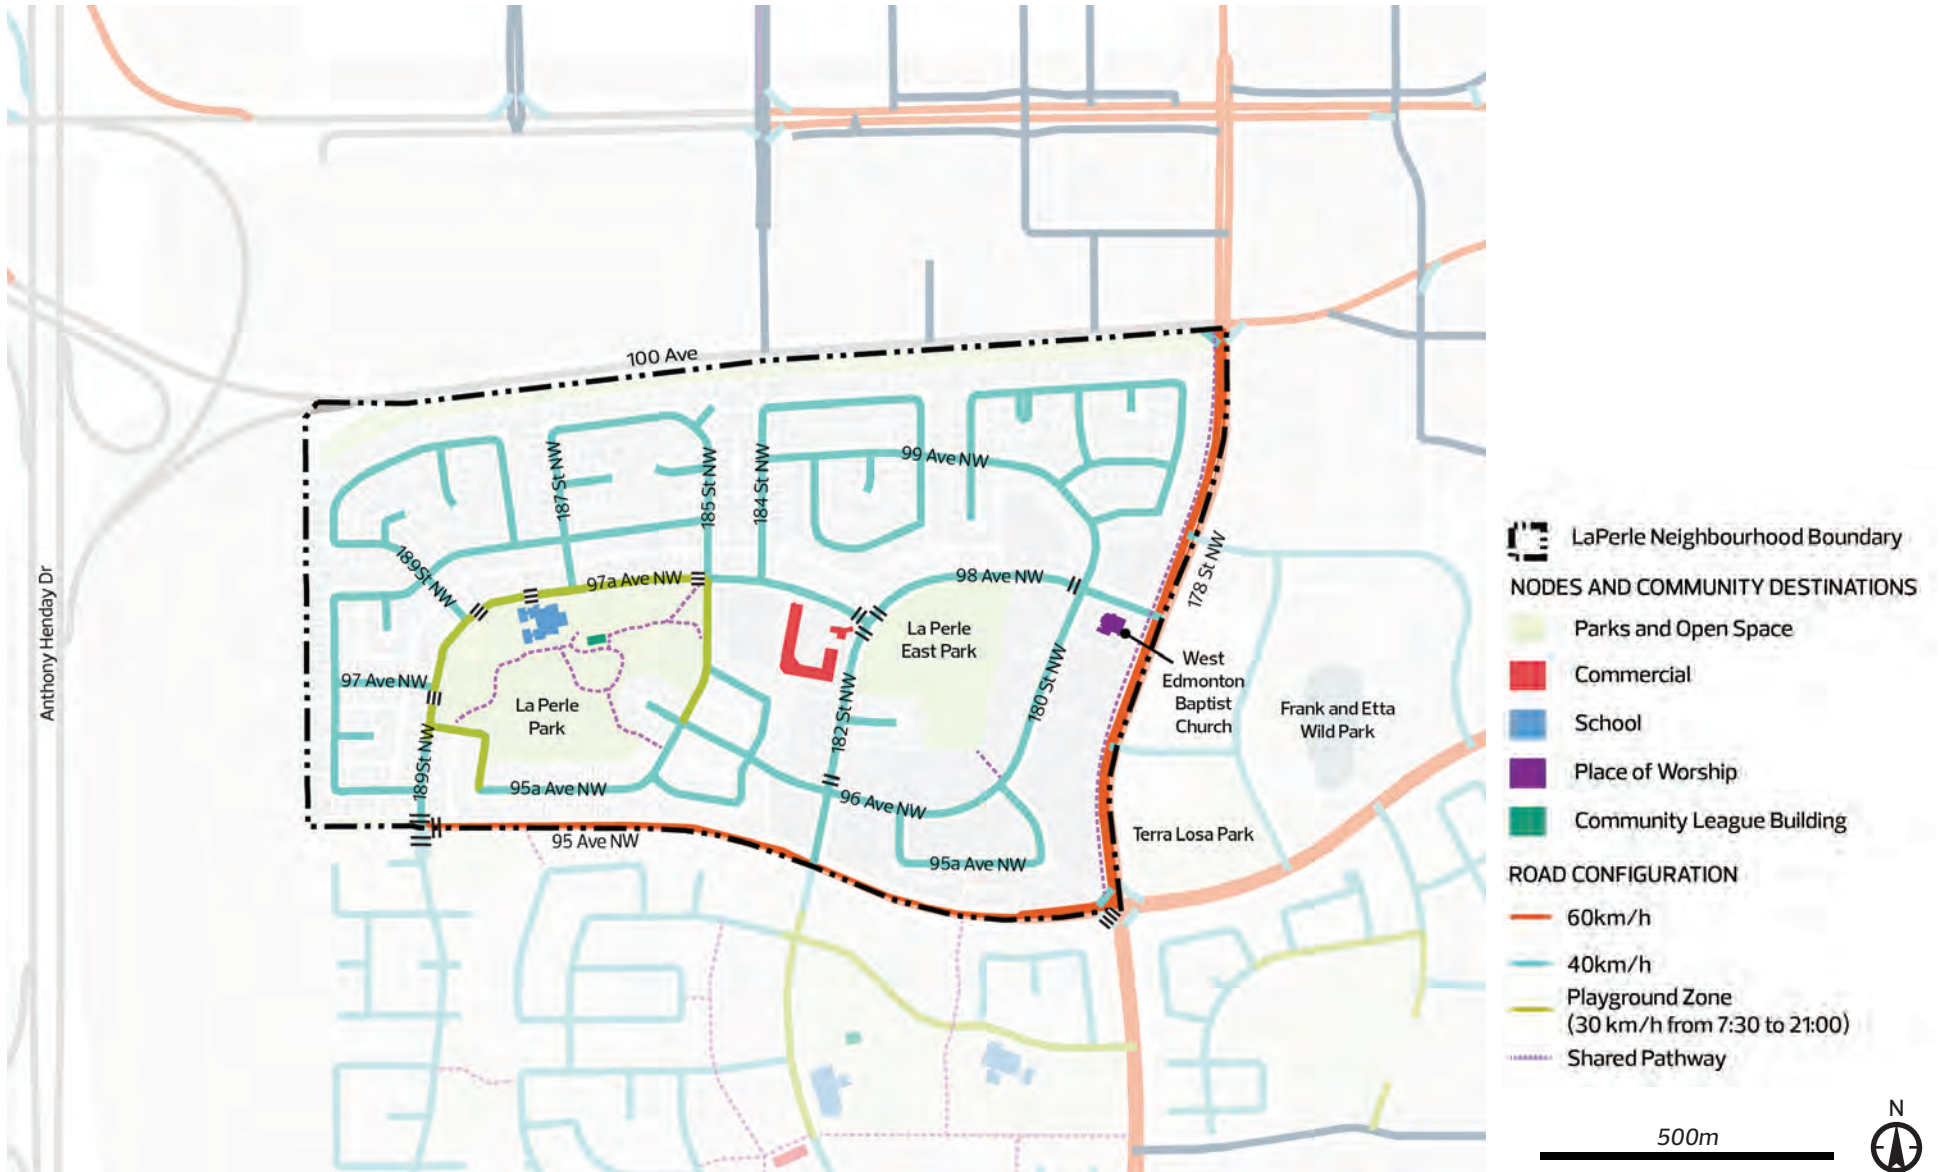 100 Ave
99 Ave NW
187 St NW
185 St NW
184 St NW
189St NW
97a Ave NW
98 Ave NW
178 St NW
Anthony Henday Dr
La Perle
East Park
West
Edmonton
Baptist
Church
97 Ave NW
La Perle
Park
182 St NW
180 St NW
Frank and Etta
Wild Park
189St NW
95a Ave NW
96 Ave NW
95 Ave NW
95a Ave NW
Terra Losa Park
LaPerle Neighbourhood Boundary
NODES AND COMMUNITY DESTINATIONS
Parks and Open Space
Commercial
School
Place of Worship
Community League Building
ROAD CONFIGURATION
60km/h
40km/h
Playground Zone
(30 km/h from 7:30 to 21:00)
Shared Pathway
500m
N